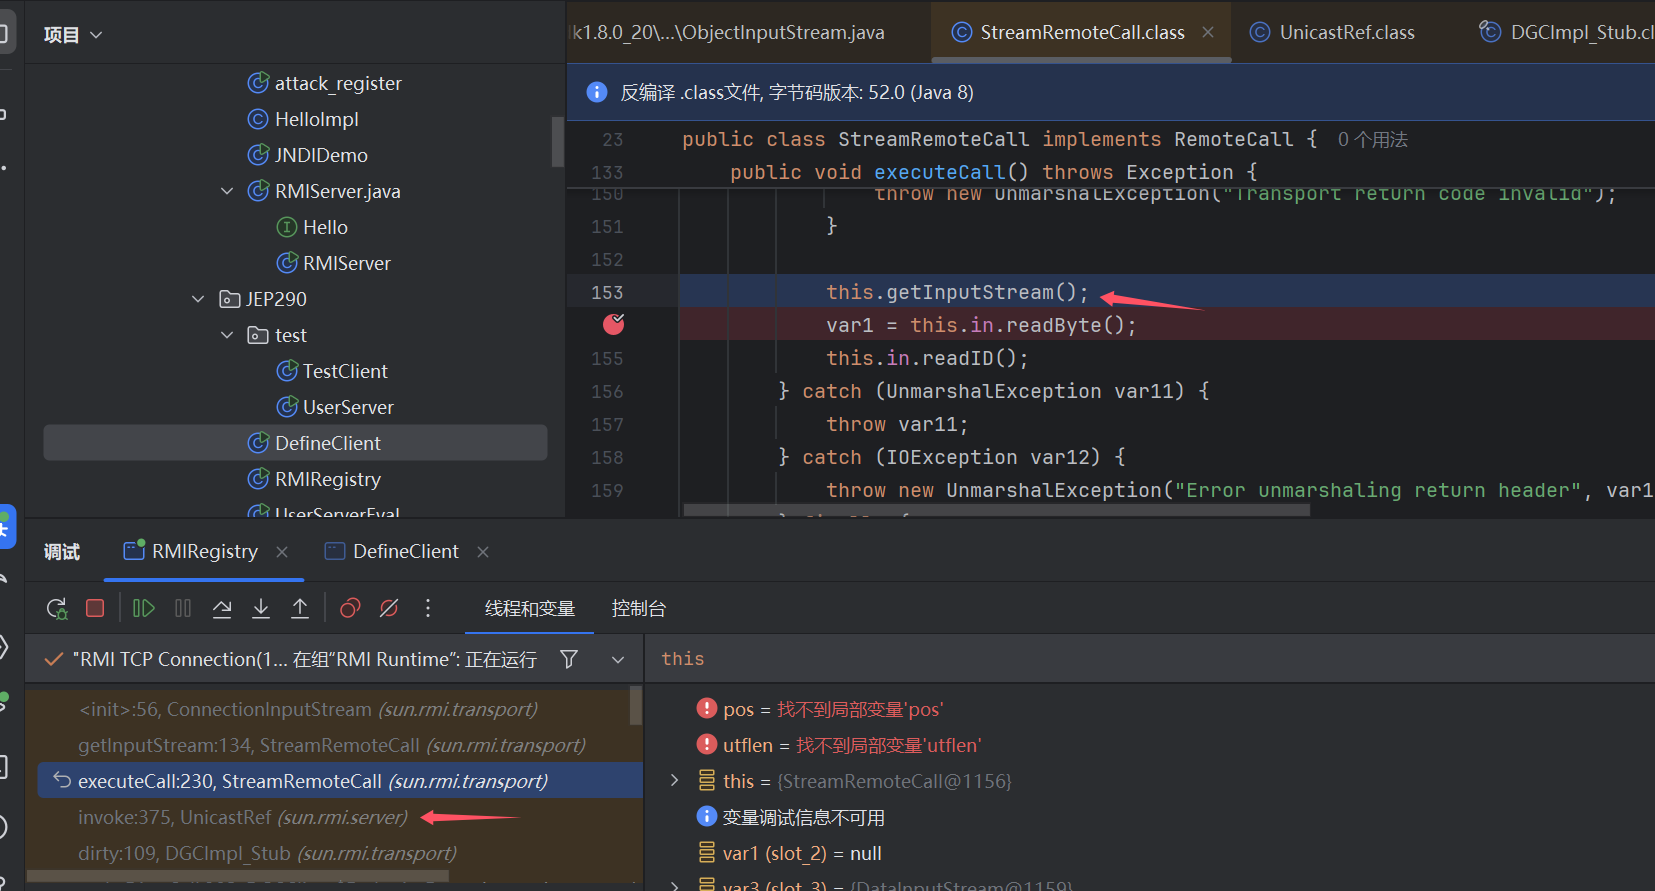 项目
attack_register
HelloImpl
JNDIDemo
RMIServer.java
Hello
RMIServer
JEP290
test
TestClient
UserServer
DefineClient
RMIRegistry
UserServerEval
lk1.8.0_20\...\ObjectInputStream.java
StreamRemoteCall.class
UnicastRef.class
DGCImpl_Stub.cl
反编译 .class文件, 字节码版本: 52.0 (Java 8)
23 public class StreamRemoteCall implements RemoteCall { 0 个用法
133 public void executeCall() throws Exception {
150 throw new UnmarshalException("Transport return code invalid");
151 }
152
153 this.getInputStream();
var1 = this.in.readByte();
155 this.in.readID();
156 } catch (UnmarshalException var11) {
157 throw var11;
158 } catch (IOException var12) {
159 throw new UnmarshalException("Error unmarshaling return header", var1
调试
RMIRegistry
DefineClient
线程和变量
控制台
"RMI TCP Connection(1... 在组“RMI Runtime”: 正在运行
<init>:56, ConnectionInputStream (sun.rmi.transport)
getInputStream:134, StreamRemoteCall (sun.rmi.transport)
executeCall:230, StreamRemoteCall (sun.rmi.transport)
invoke:375, UnicastRef (sun.rmi.server)
dirty:109, DGCImpl_Stub (sun.rmi.transport)
this
pos = 找不到局部变量'pos'
utflen = 找不到局部变量'utflen'
this = {StreamRemoteCall@1156}
变量调试信息不可用
var1 (slot_2) = null
var3 (slot_3) = {DataInputStream@1159}